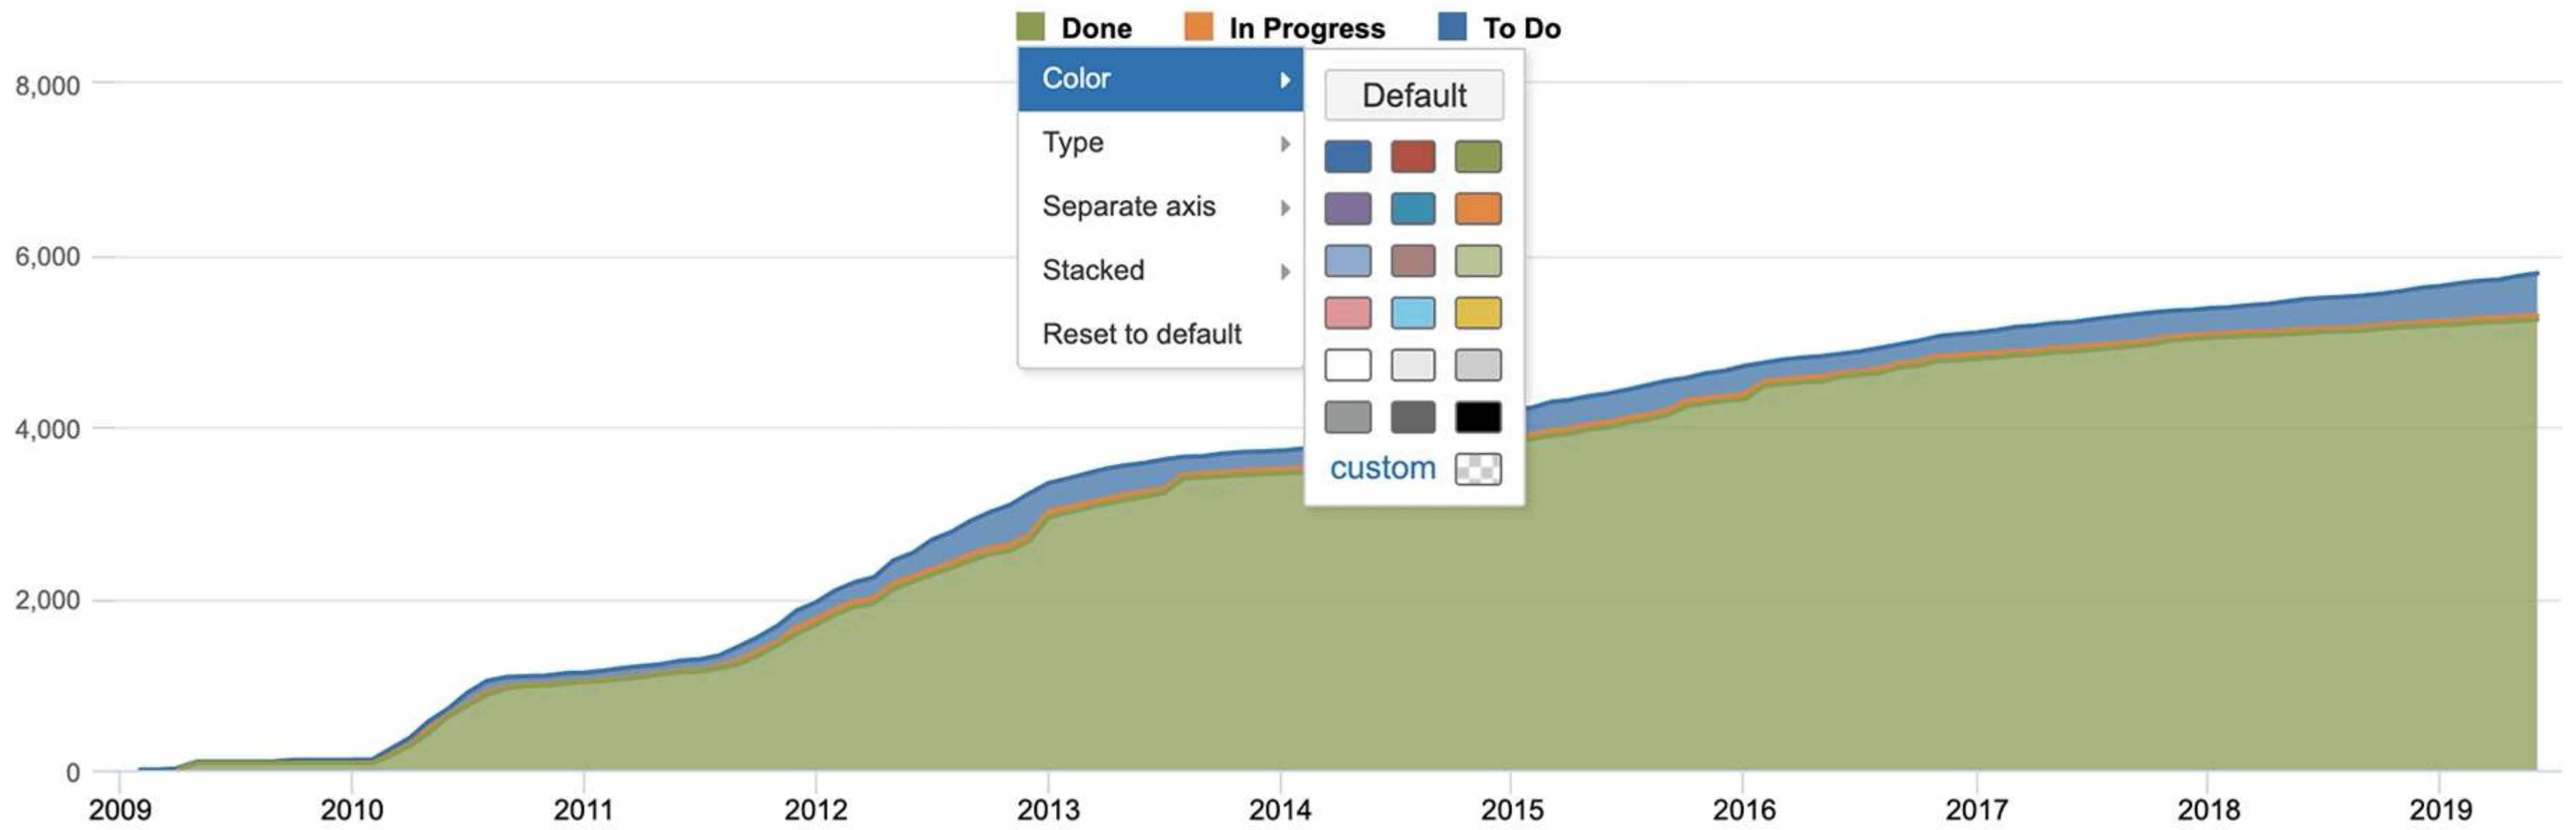 Done In Progress To Do
Color
Default
8,000
Type
Separate axis
6,000
Stacked
Reset to default
4,000
custom
2,000
0
2009 2010 2011 2012 2013 2014 2015 2016 2017 2018 2019